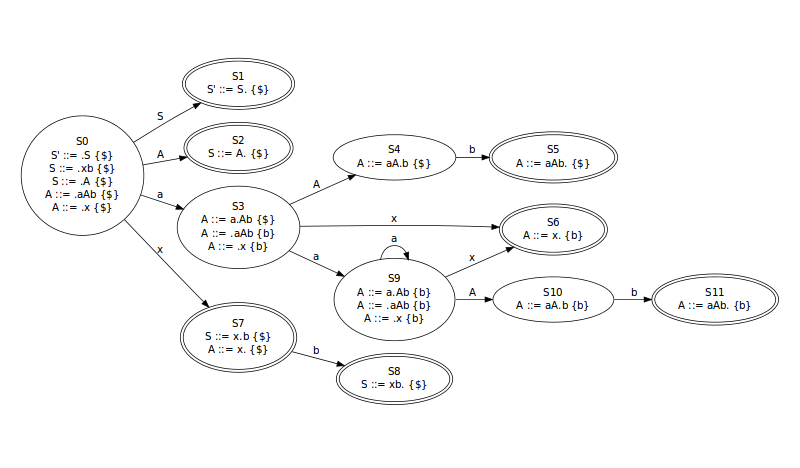 S0
S' ::= .S {$}
S ::= .xb {$}
S ::= .A {$}
A ::= .aAb {$}
A ::= .x {$}
S
A
a
x
S1
S' ::= S. {$}
S2
S ::= A. {$}
S3
A ::= a.Ab {$}
A ::= .aAb {b}
A ::= .x {b}
A
x
a
S4
A ::= aA.b {$}
b
S5
A ::= aAb. {$}
S6
A ::= x. {b}
a
S9
A ::= a.Ab {b}
A ::= .aAb {b}
A ::= .x {b}
x
A
S10
A ::= aA.b {b}
b
S11
A ::= aAb. {b}
S7
S ::= x.b {$}
A ::= x. {$}
b
S8
S ::= xb. {$}